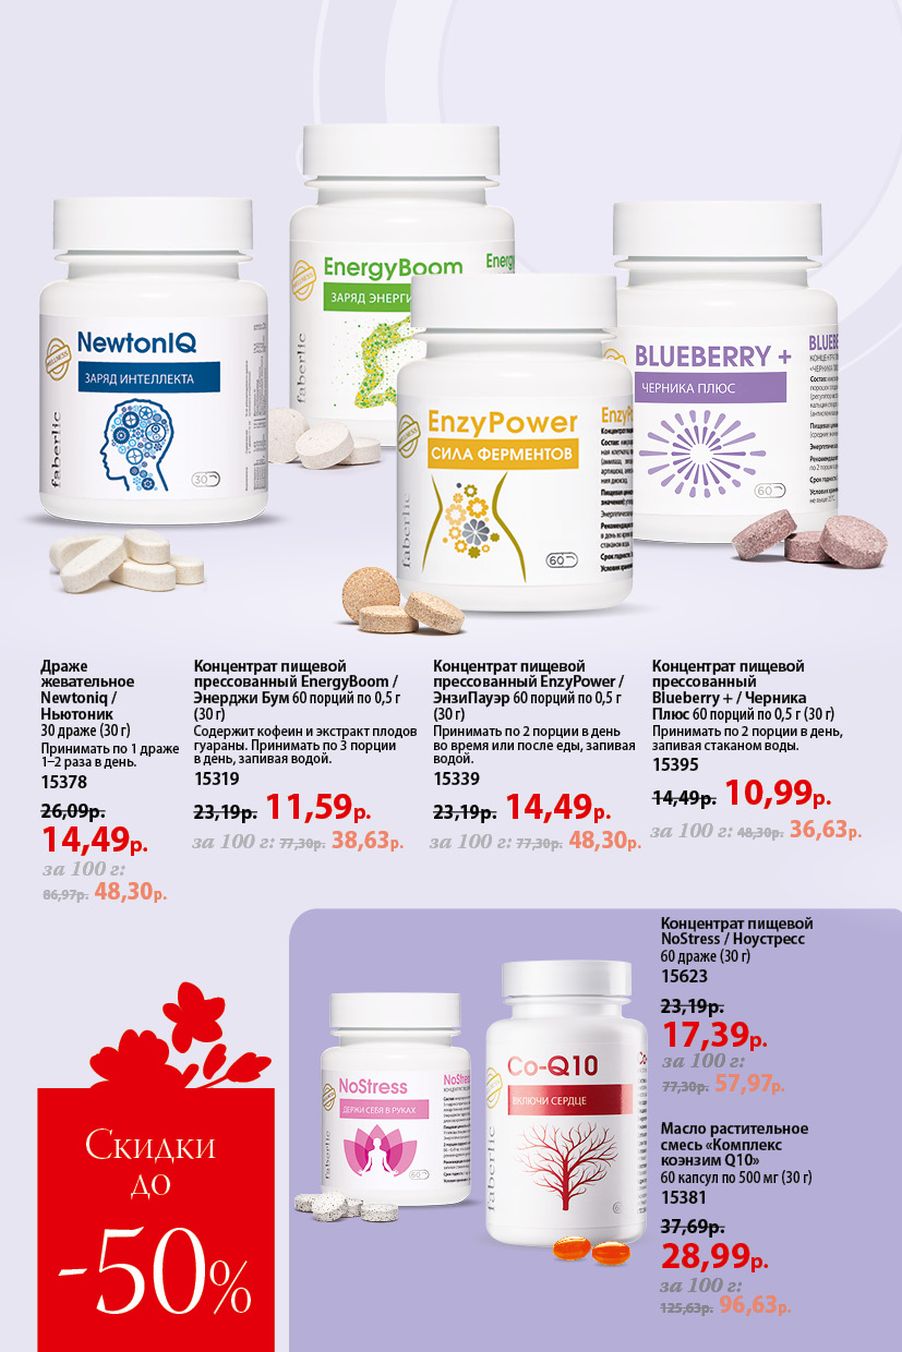 NewtonIQ
ЗАРЯД ИНТЕЛЛЕКТА
faberlic
30
EnergyBoom
ЗАРЯД ЭНЕРГИ
faberlic
EnzyPower
СИЛА ФЕРМЕНТОВ
faberlic
60
BLUEBERRY +
ЧЕРНИКА ПЛЮС
60
Драже
жевательное
Newtoniq /
Ньютоник
30 драже (30 г)
Принимать по 1 драже
1–2 раза в день.
15378
26,09р.
14,49р.
за 100 г:
86,97р. 48,30р.
Концентрат пищевой
прессованный EnergyBoom /
Энерджи Бум 60 порций по 0,5 г
(30 г)
Содержит кофеин и экстракт плодов
гуараны. Принимать по 3 порции
в день, запивая водой.
15319
23,19р. 11,59р.
за 100 г: 77,30р. 38,63р.
Концентрат пищевой
прессованный EnzyPower /
ЭнзиПауэр 60 порций по 0,5 г
(30 г)
Принимать по 2 порции в день
во время или после еды, запивая
водой.
15339
23,19р. 14,49р.
за 100 г: 77,30р. 48,30р.
Концентрат пищевой
прессованный
Blueberry + / Черника
Плюс 60 порций по 0,5 г (30 г)
Принимать по 2 порции в день,
запивая стаканом воды.
15395
14,49р. 10,99р.
за 100 г: 48,30р. 36,63р.
Скидки
до
-50%
NoStress
ДЕРЖИ СЕБЯ В РУКАХ
faberlic
60
Co-Q10
ВКЛЮЧИ СЕРДЦЕ
faberlic
Концентрат пищевой
NoStress / Ноустресс
60 драже (30 г)
15623
23,19р.
17,39р.
за 100 г:
77,30р. 57,97р.
Масло растительное
смесь «Комплекс
коэнзим Q10»
60 капсул по 500 мг (30 г)
15381
37,69р.
28,99р.
за 100 г:
125,63р. 96,63р.